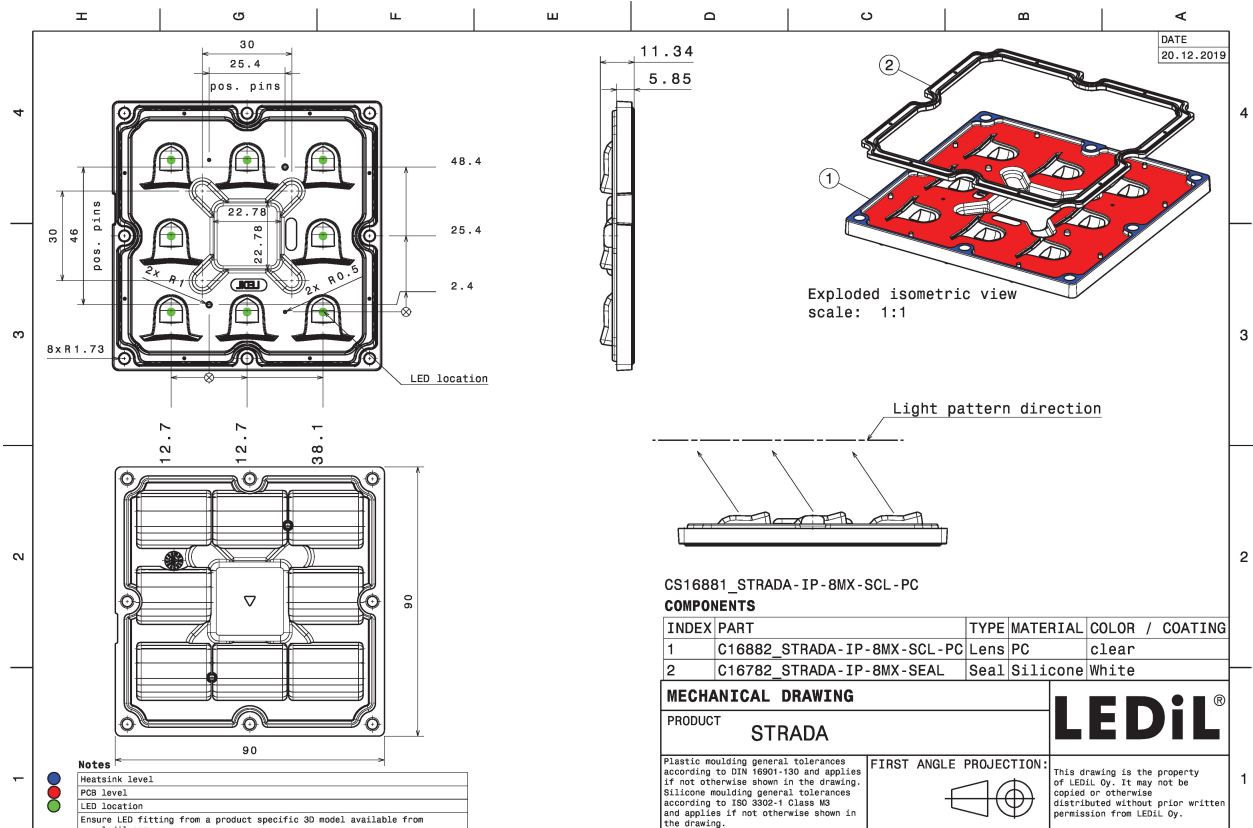 H G F E D C B A
DATE
20.12.2019
30
25.4
pos. pins
11.34
5.85
2
4
4
48.4
1
22.78
22.78
30
46
pos. pins
25.4
2x R1
2x R0.5
2.4
LEDiL
Exploded isometric view
scale: 1:1
3
3
8xR1.73
LED location
12.7
12.7
38.1
Light pattern direction
2
2
90
90
CS16881_STRADA-IP-8MX-SCL-PC
COMPONENTS
INDEX PART TYPE MATERIAL COLOR / COATING
1 C16882_STRADA-IP-8MX-SCL-PC Lens PC clear
2 C16782_STRADA-IP-8MX-SEAL Seal Silicone White
MECHANICAL DRAWING
PRODUCT
STRADA
LEDiL®
Plastic moulding general tolerances
according to DIN 16901-130 and applies
if not otherwise shown in the drawing.
Silicone moulding general tolerances
according to ISO 3302-1 Class M3
and applies if not otherwise shown in
the drawing.
FIRST ANGLE PROJECTION:
This drawing is the property
of LEDiL Oy. It may not be
copied or otherwise
distributed without prior written
permission from LEDiL Oy.
1
1
Notes
Heatsink level
PCB level
LED location
Ensure LED fitting from a product specific 3D model available from